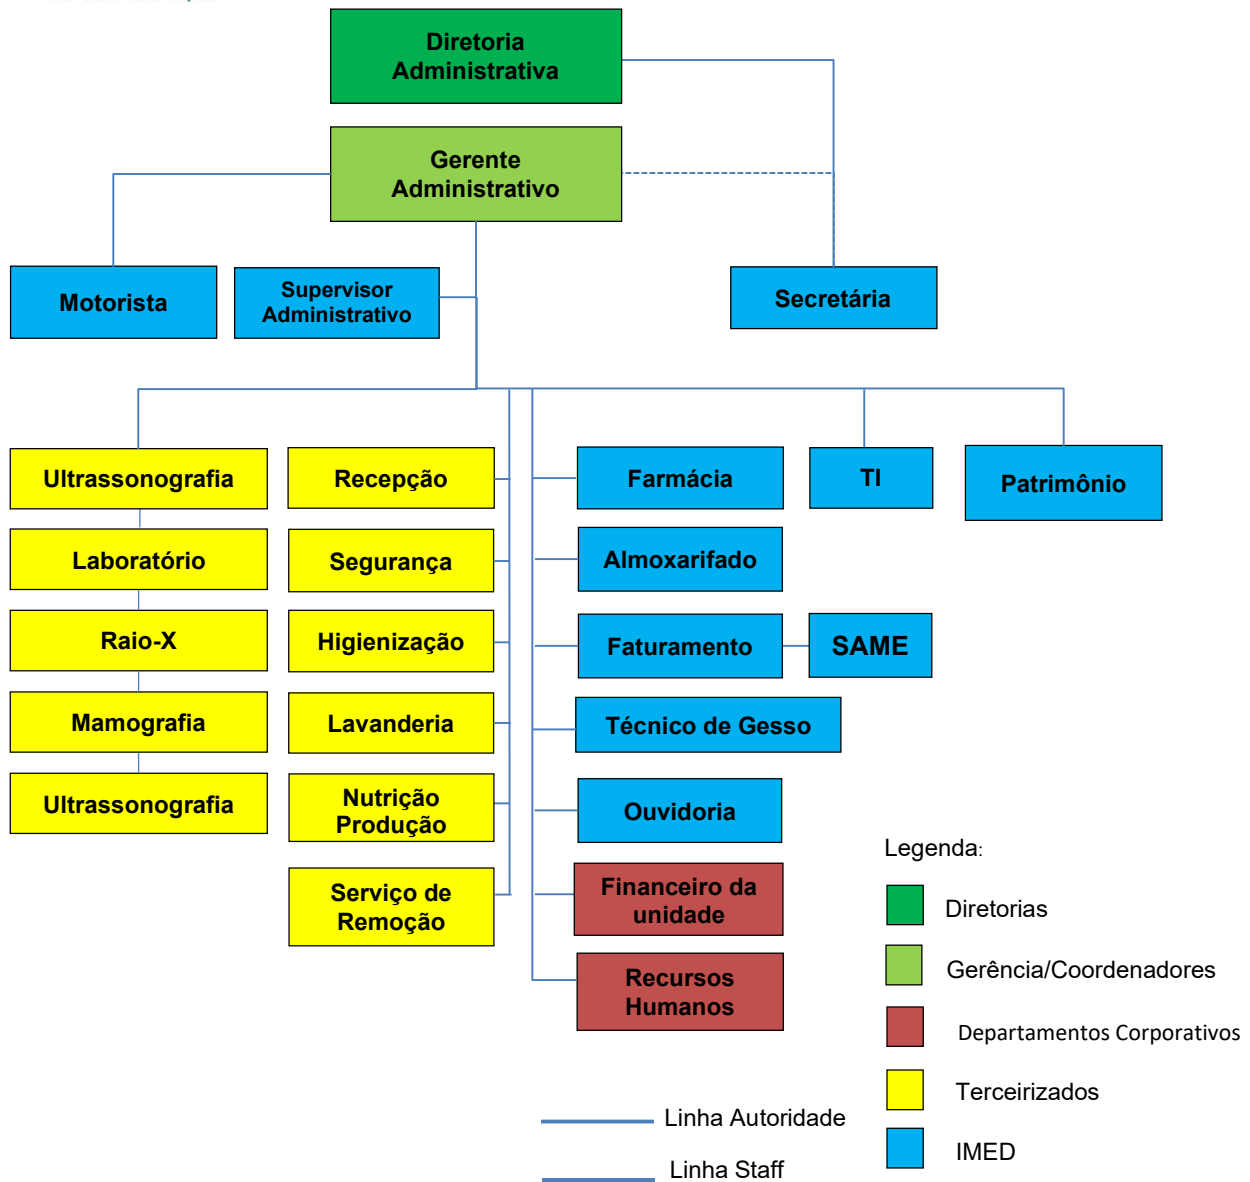 Diretoria
Administrativa
Gerente
Administrativo
Motorista
Supervisor
Administrativo
Secretária
Ultrassonografia
Recepção
Farmácia
TI
Patrimônio
Laboratório
Segurança
Almoxarifado
Raio-X
Higienização
Faturamento
SAME
Mamografia
Lavanderia
Técnico de Gesso
Ultrassonografia
Nutrição
Produção
Ouvidoria
Serviço de
Remoção
Financeiro da
unidade
Recursos
Humanos
Legenda:
Diretorias
Gerência/Coordenadores
Departamentos Corporativos
Terceirizados
IMED
Linha Autoridade
Linha Staff